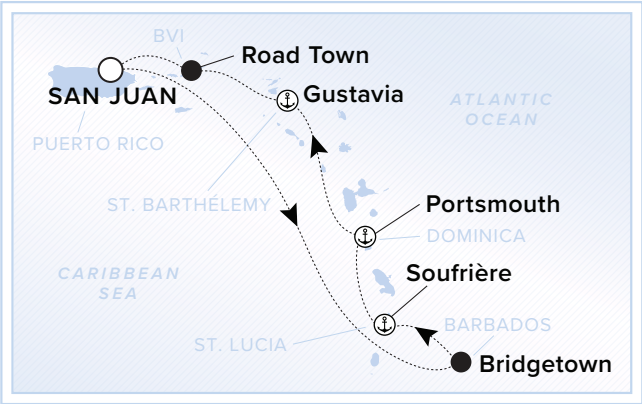 BVI
Road Town
SAN JUAN
Gustavia
ATLANTIC
OCEAN
PUERTO RICO
ST. BARTHÉLEMY
Portsmouth
DOMINICA
CARIBBEAN
SEA
Soufrière
BARBADOS
ST. LUCIA
Bridgetown